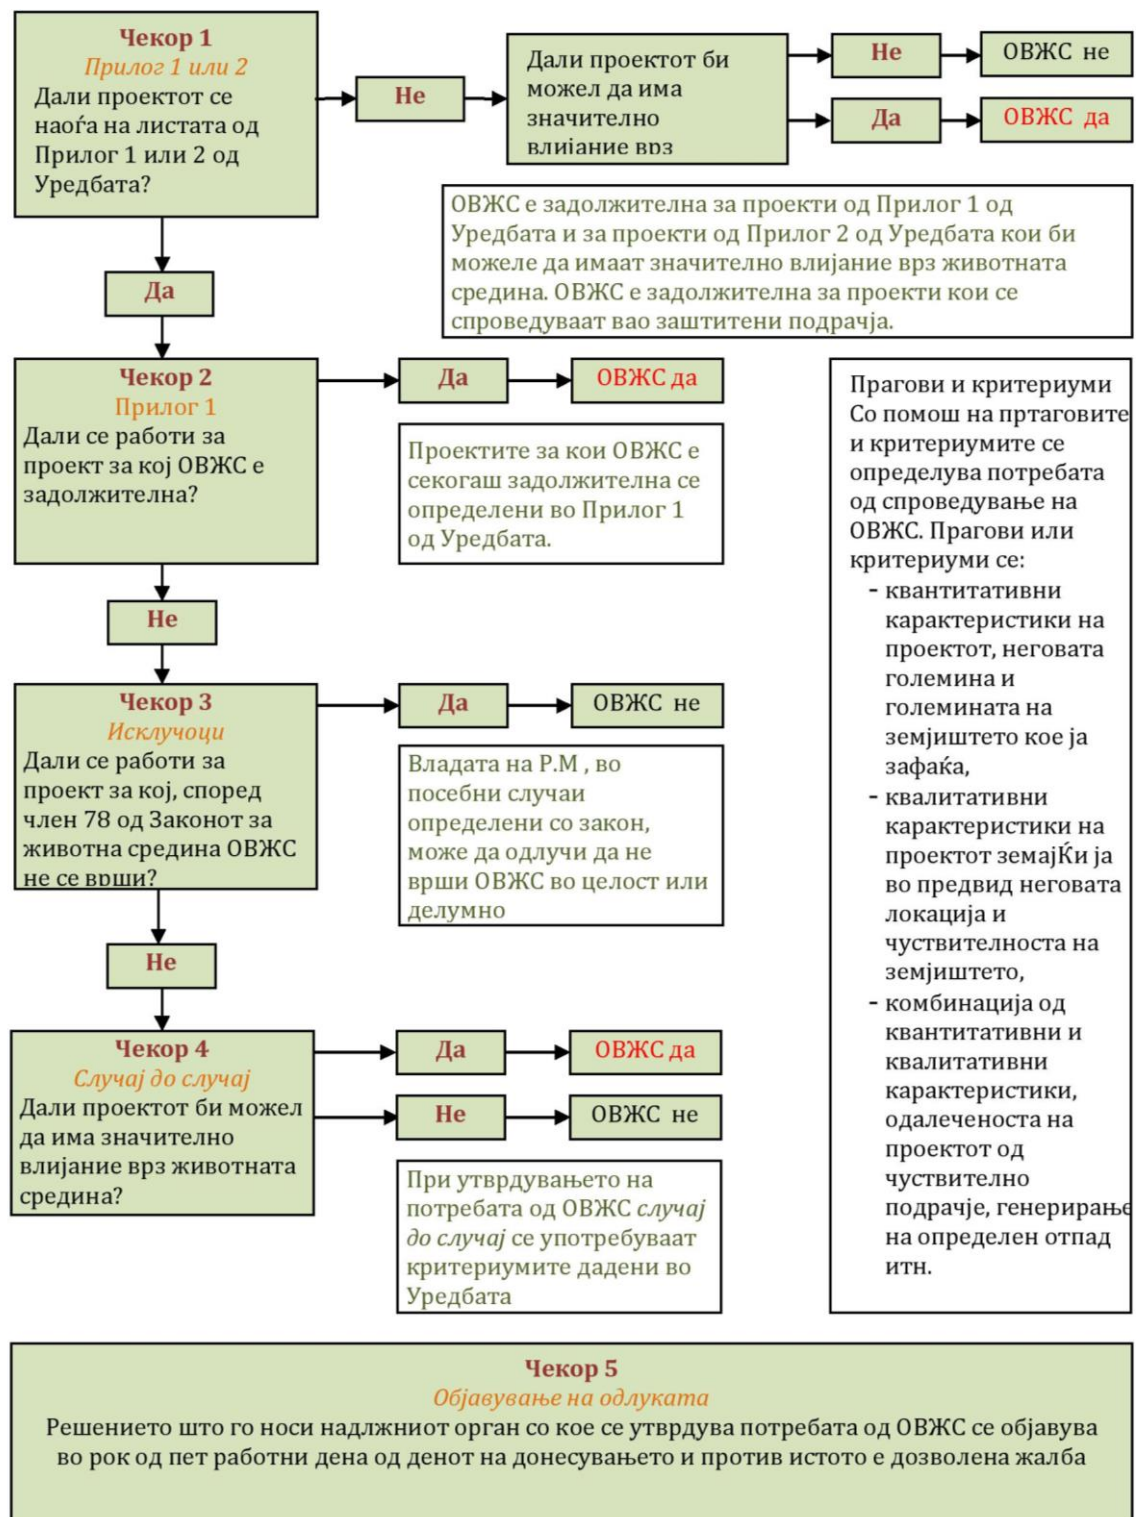 Чекор 1
Прилог 1 или 2
Дали проектот се
наоѓа на листата од
Прилог 1 или 2 од
Уредбата?
Не
Дали проектот би
можел да има
значително
влијание врз
Не
ОВЖС не
Да
ОВЖС да
ОВЖС е задолжителна за проекти од Прилог 1 од
Уредбата и за проекти од Прилог 2 од Уредбата кои би
можеле да имаат значително влијание врз животната
средина. ОВЖС е задолжителна за проекти кои се
спроведуваат вао заштитени подрачја.
Да
Чекор 2
Прилог 1
Дали се работи за
проект за кој ОВЖС е
задолжителна?
Да
ОВЖС да
Проектите за кои ОВЖС е
секогаш задолжителна се
определени во Прилог 1
од Уредбата.
Не
Чекор 3
Исклучоци
Дали се работи за
проект за кој, според
член 78 од Законот за
животна средина ОВЖС
не се врши?
Да
ОВЖС не
Владата на Р.М , во
посебни случаи
определени со закон,
може да одлучи да не
врши ОВЖС во целост или
делумно
Не
Чекор 4
Случај до случај
Дали проектот би можел
да има значително
влијание врз животната
средина?
Да
ОВЖС да
Не
ОВЖС не
При утврдувањето на
потребата од ОВЖС случај
до случај се употребуваат
критериумите дадени во
Уредбата
Прагови и критериуми
Со помош на пртаговите
и критериумите се
определува потребата
од спроведување на
ОВЖС. Прагови или
критериуми се:
- квантитативни
карактеристики на
проектот, неговата
големина и
големината на
земјиштето кое ја
зафаќа,
- квалитативни
карактеристики на
проектот земајЌи ја
во предвид неговата
локација и
чуствителноста на
земјиштето,
- комбинација од
квантитативни и
квалитативни
карактеристики,
одалеченоста на
проектот од
чуствително
подрачје, генерирање
на определен отпад
итн.
Чекор 5
Објавување на одлуката
Решението што го носи надлжниот орган со кое се утврдува потребата од ОВЖС се објавува
во рок од пет работни дена од денот на донесувањето и против истото е дозволена жалба